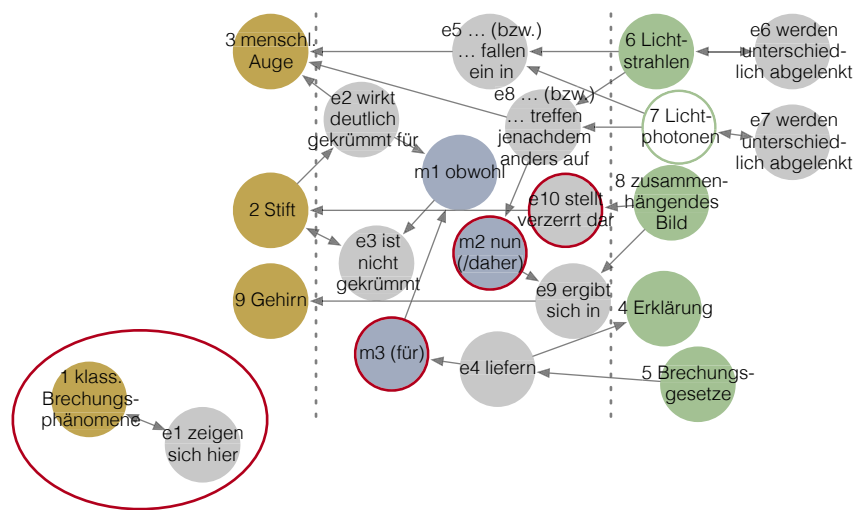 3 menschl.
Auge
e5 … (bzw.)
… fallen
ein in
6 Licht-
strahlen
e6 werden
unterschied-
lich abgelenkt
e2 wirkt
deutlich
gekrümmt für
e8 … (bzw.)
… treffen
jenachdem
anders auf
7 Licht-
photonen
e7 werden
unterschied-
lich abgelenkt
m1 obwohl
2 Stift
e10 stellt
verzerrt dar
8 zusammen-
hängendes
Bild
e3 ist
nicht
gekrümmt
m2 nun
(/daher)
9 Gehirn
e9 ergibt
sich in
4 Erklärung
m3 (für)
e4 liefern
5 Brechungs-
gesetze
1 klass.
Brechungs-
phänomene
e1 zeigen
sich hier